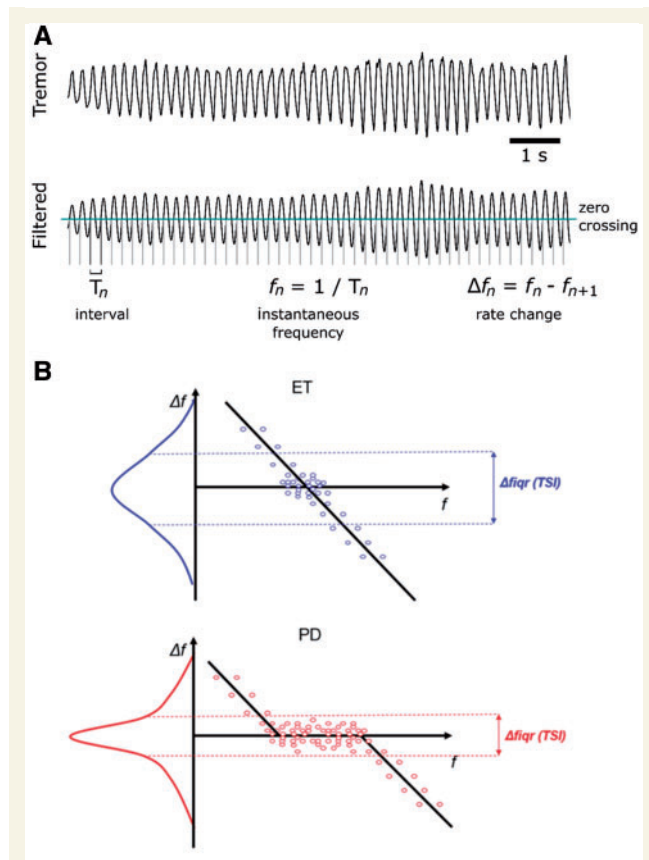 A
Tremor
1 s
Filtered
zero
crossing
Tn
fn = 1 / Tn
Δfn = fn - fn+1
interval
instantaneous
frequency
rate change
B
Δf
ET
Δfiqr (TSI)
f
Δf
PD
Δfiqr (TSI)
f